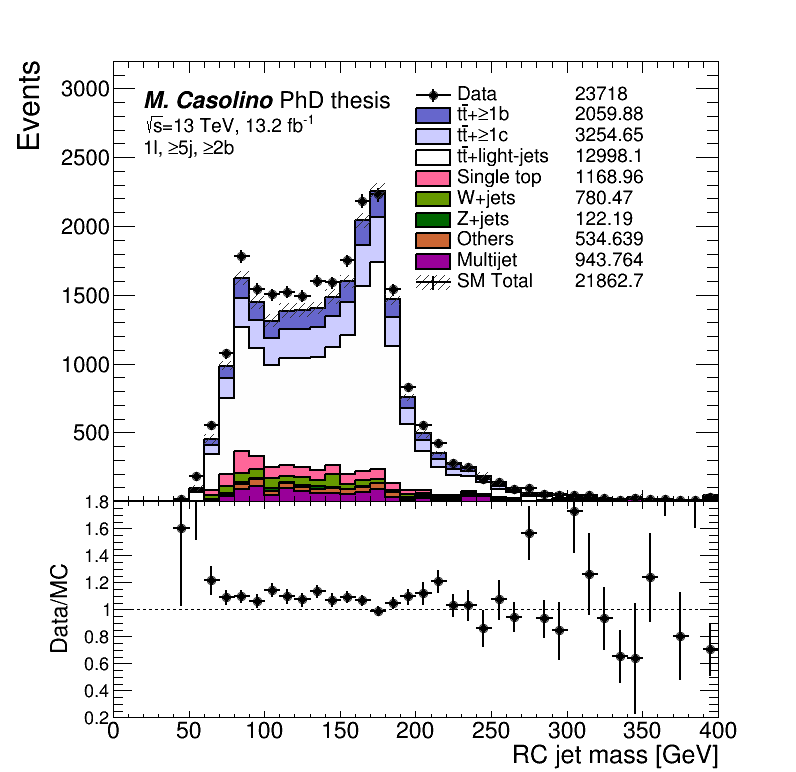 Events
3000
2500
2000
1500
1000
500
M. Casolino PhD thesis
√s=13 TeV, 13.2 fb⁻¹
1l, ≥5j, ≥2b
Data 23718
tt̄+≥1b 2059.88
tt̄+≥1c 3254.65
tt̄+light-jets 12998.1
Single top 1168.96
W+jets 780.47
Z+jets 122.19
Others 534.639
Multijet 943.764
SM Total 21862.7
Data/MC
1.8
1.6
1.4
1.2
1
0.8
0.6
0.4
0.2
0 50 100 150 200 250 300 350 400
RC jet mass [GeV]